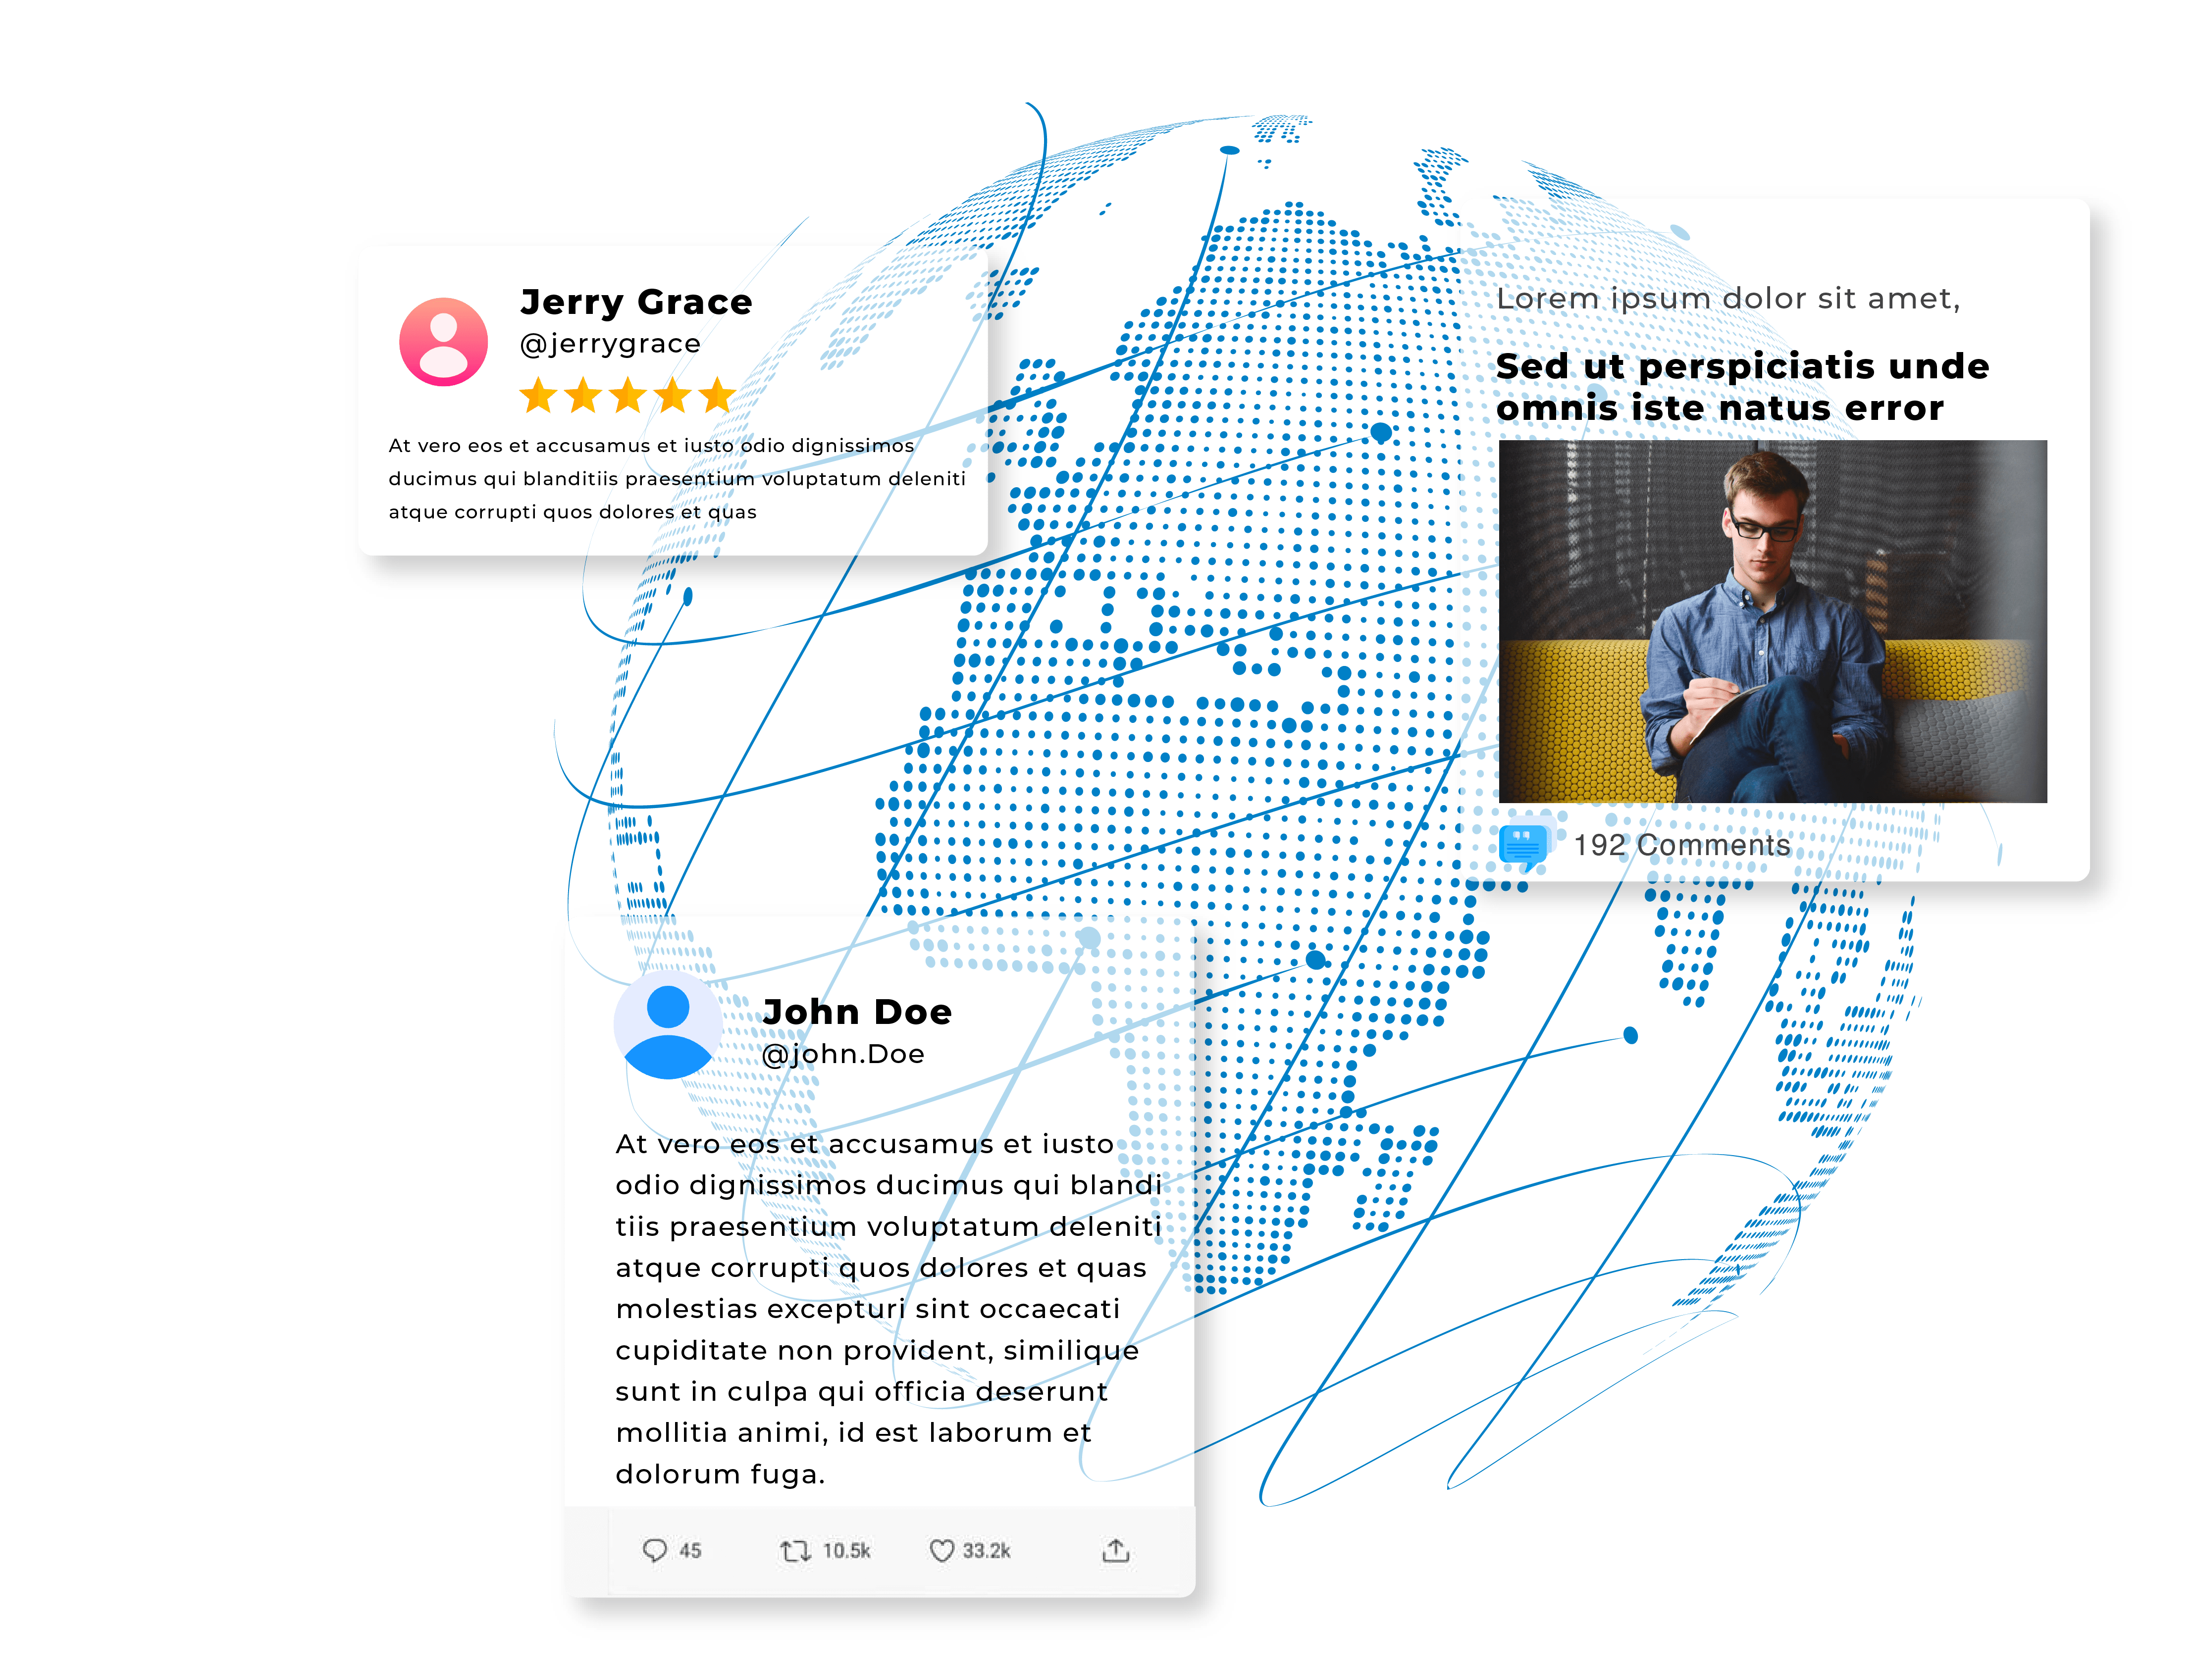 Jerry Grace
@jerrygrace
At vero eos et accusamus et iusto odio dignissimos
ducimus qui blanditiis praesentium voluptatum deleniti
atque corrupti quos dolores et quas
Lorem ipsum dolor sit amet,
Sed ut perspiciatis unde
omnis iste natus error
192 Comments
John Doe
@john.Doe
At vero eos et accusamus et iusto
odio dignissimos ducimus qui blandi
tiis praesentium voluptatum deleniti
atque corrupti quos dolores et quas
molestias excepturi sint occaecati
cupiditate non provident, similique
sunt in culpa qui officia deserunt
mollitia animi, id est laborum et
dolorum fuga.
45 10.5k 33.2k